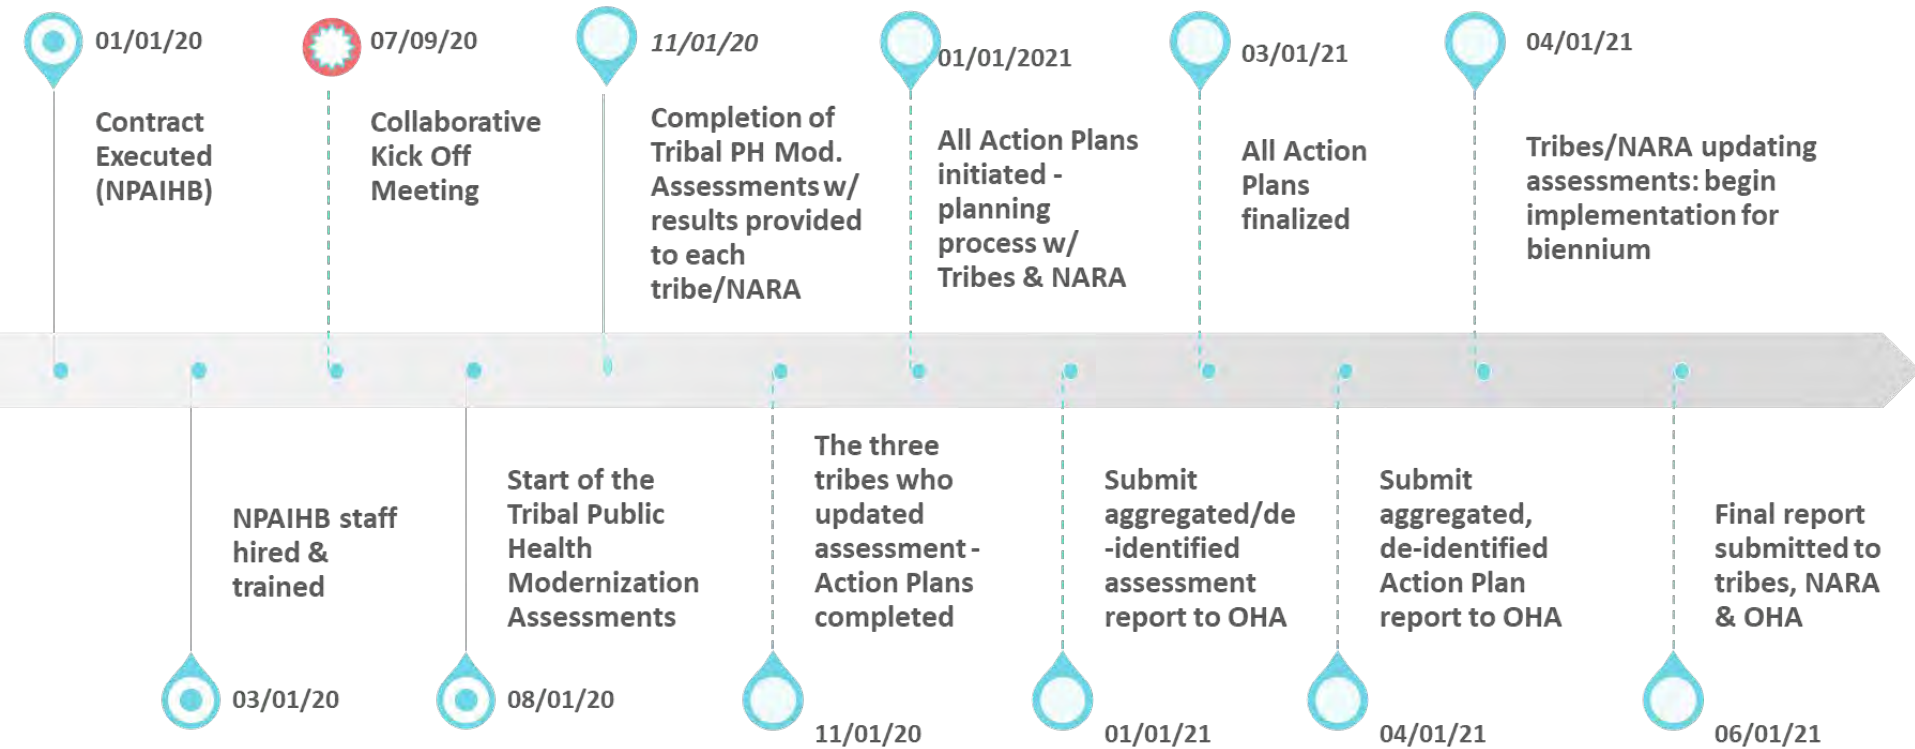 01/01/20
Contract
Executed
(NPAIHB)
07/09/20
Collaborative
Kick Off
Meeting
11/01/20
Completion of
Tribal PH Mod.
Assessments w/
results provided
to each
tribe/NARA
01/01/2021
All Action Plans
initiated -
planning
process w/
Tribes & NARA
03/01/21
All Action
Plans
finalized
04/01/21
Tribes/NARA updating
assessments: begin
implementation for
biennium
NPAIHB staff
hired &
trained
03/01/20
Start of the
Tribal Public
Health
Modernization
Assessments
08/01/20
The three
tribes who
updated
assessment -
Action Plans
completed
11/01/20
Submit
aggregated/de
-identified
assessment
report to OHA
01/01/21
Submit
aggregated,
de-identified
Action Plan
report to OHA
04/01/21
Final report
submitted to
tribes, NARA
& OHA
06/01/21